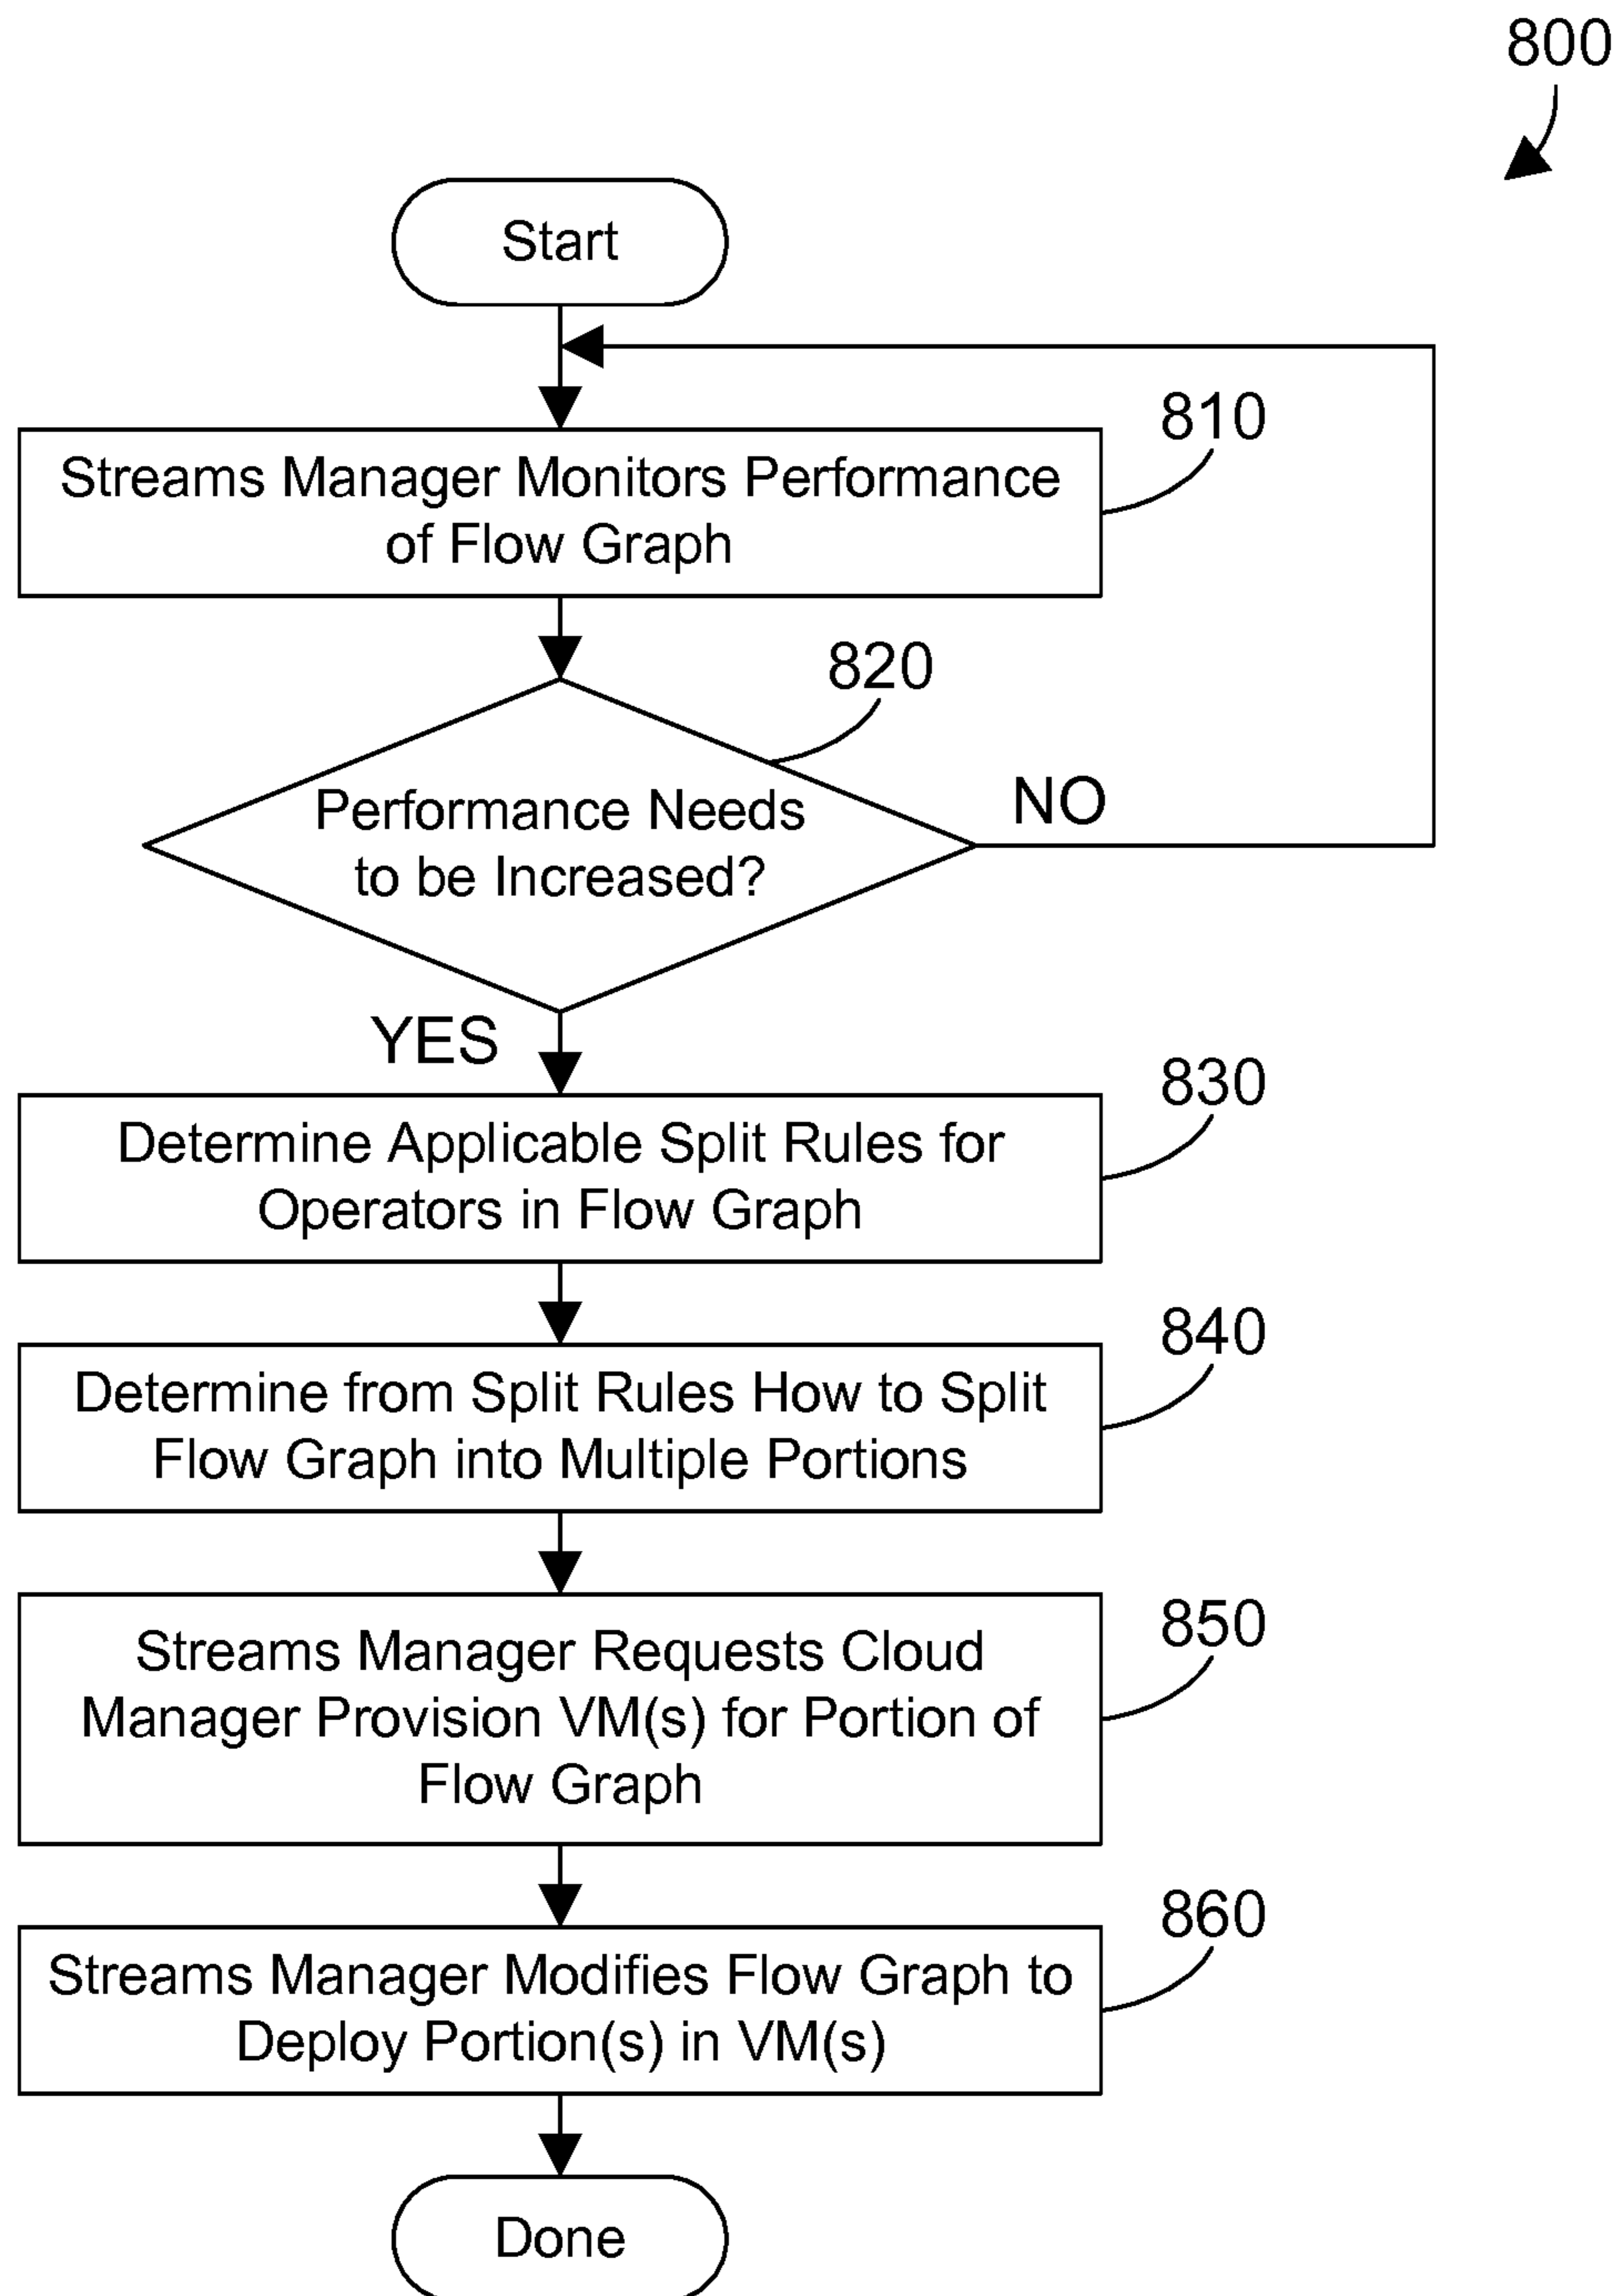 800
Start
810
Streams Manager Monitors Performance
of Flow Graph
820
Performance Needs
to be Increased?
NO
YES
830
Determine Applicable Split Rules for
Operators in Flow Graph
840
Determine from Split Rules How to Split
Flow Graph into Multiple Portions
850
Streams Manager Requests Cloud
Manager Provision VM(s) for Portion of
Flow Graph
860
Streams Manager Modifies Flow Graph to
Deploy Portion(s) in VM(s)
Done